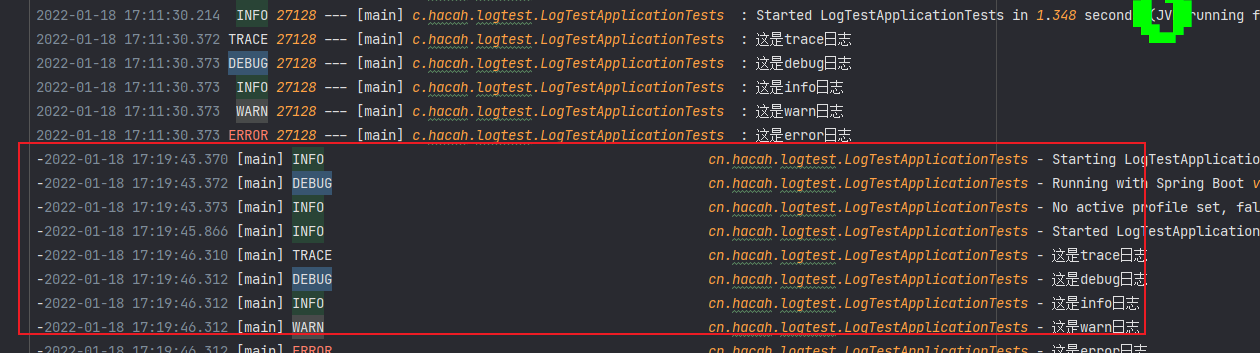 2022-01-18 17:11:30.214  INFO 27128 --- [main] c.hacah.logtest.LogTestApplicationTests  : Started LogTestApplicationTests in 1.348 second (JV running f
2022-01-18 17:11:30.372 TRACE 27128 --- [main] c.hacah.logtest.LogTestApplicationTests  : 这是trace日志
2022-01-18 17:11:30.373 DEBUG 27128 --- [main] c.hacah.logtest.LogTestApplicationTests  : 这是debug日志
2022-01-18 17:11:30.373  INFO 27128 --- [main] c.hacah.logtest.LogTestApplicationTests  : 这是info日志
2022-01-18 17:11:30.373  WARN 27128 --- [main] c.hacah.logtest.LogTestApplicationTests  : 这是warn日志
2022-01-18 17:11:30.373 ERROR 27128 --- [main] c.hacah.logtest.LogTestApplicationTests  : 这是error日志
-2022-01-18 17:19:43.370 [main] INFO cn.hacah.logtest.LogTestApplicationTests - Starting LogTestApplicatio
-2022-01-18 17:19:43.372 [main] DEBUG cn.hacah.logtest.LogTestApplicationTests - Running with Spring Boot v
-2022-01-18 17:19:43.373 [main] INFO cn.hacah.logtest.LogTestApplicationTests - No active profile set, fal
-2022-01-18 17:19:45.866 [main] INFO cn.hacah.logtest.LogTestApplicationTests - Started LogTestApplication
-2022-01-18 17:19:46.310 [main] TRACE cn.hacah.logtest.LogTestApplicationTests - 这是trace日志
-2022-01-18 17:19:46.312 [main] DEBUG cn.hacah.logtest.LogTestApplicationTests - 这是debug日志
-2022-01-18 17:19:46.312 [main] INFO cn.hacah.logtest.LogTestApplicationTests - 这是info日志
-2022-01-18 17:19:46.312 [main] WARN cn.hacah.logtest.LogTestApplicationTests - 这是warn日志
-2022-01-18 17:19:46.312 [main] ERROR cn.hacah.logtest.LogTestApplicationTests - 这是error日志